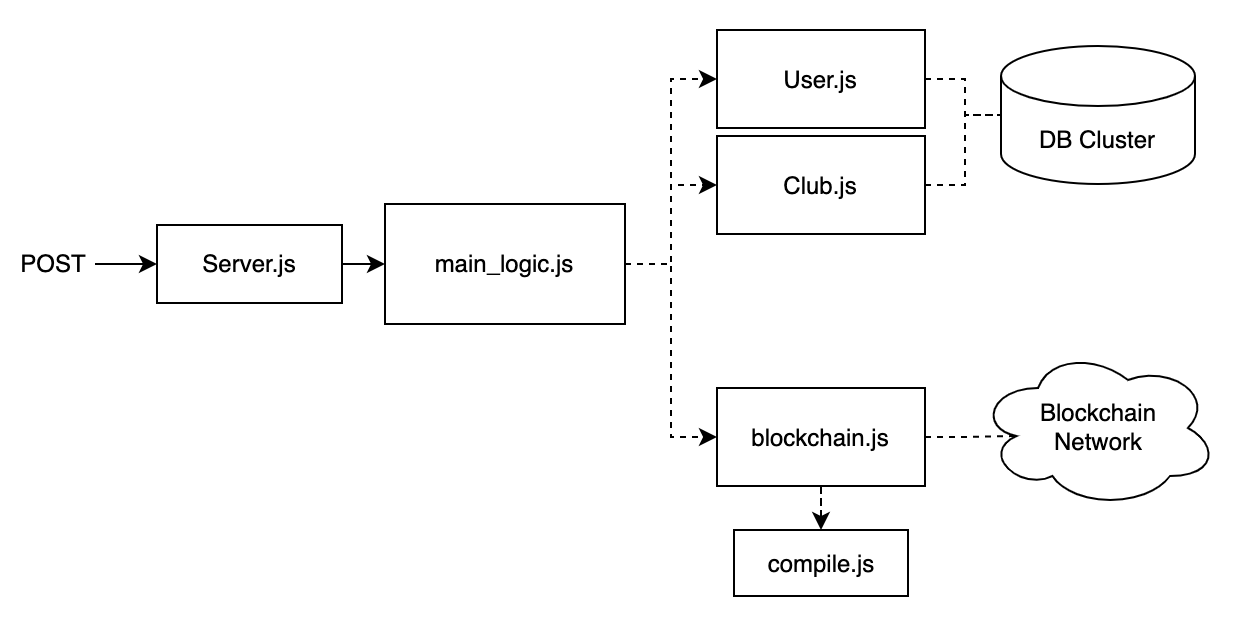 POST
Server.js
main_logic.js
User.js
Club.js
DB Cluster
blockchain.js
Blockchain
Network
compile.js